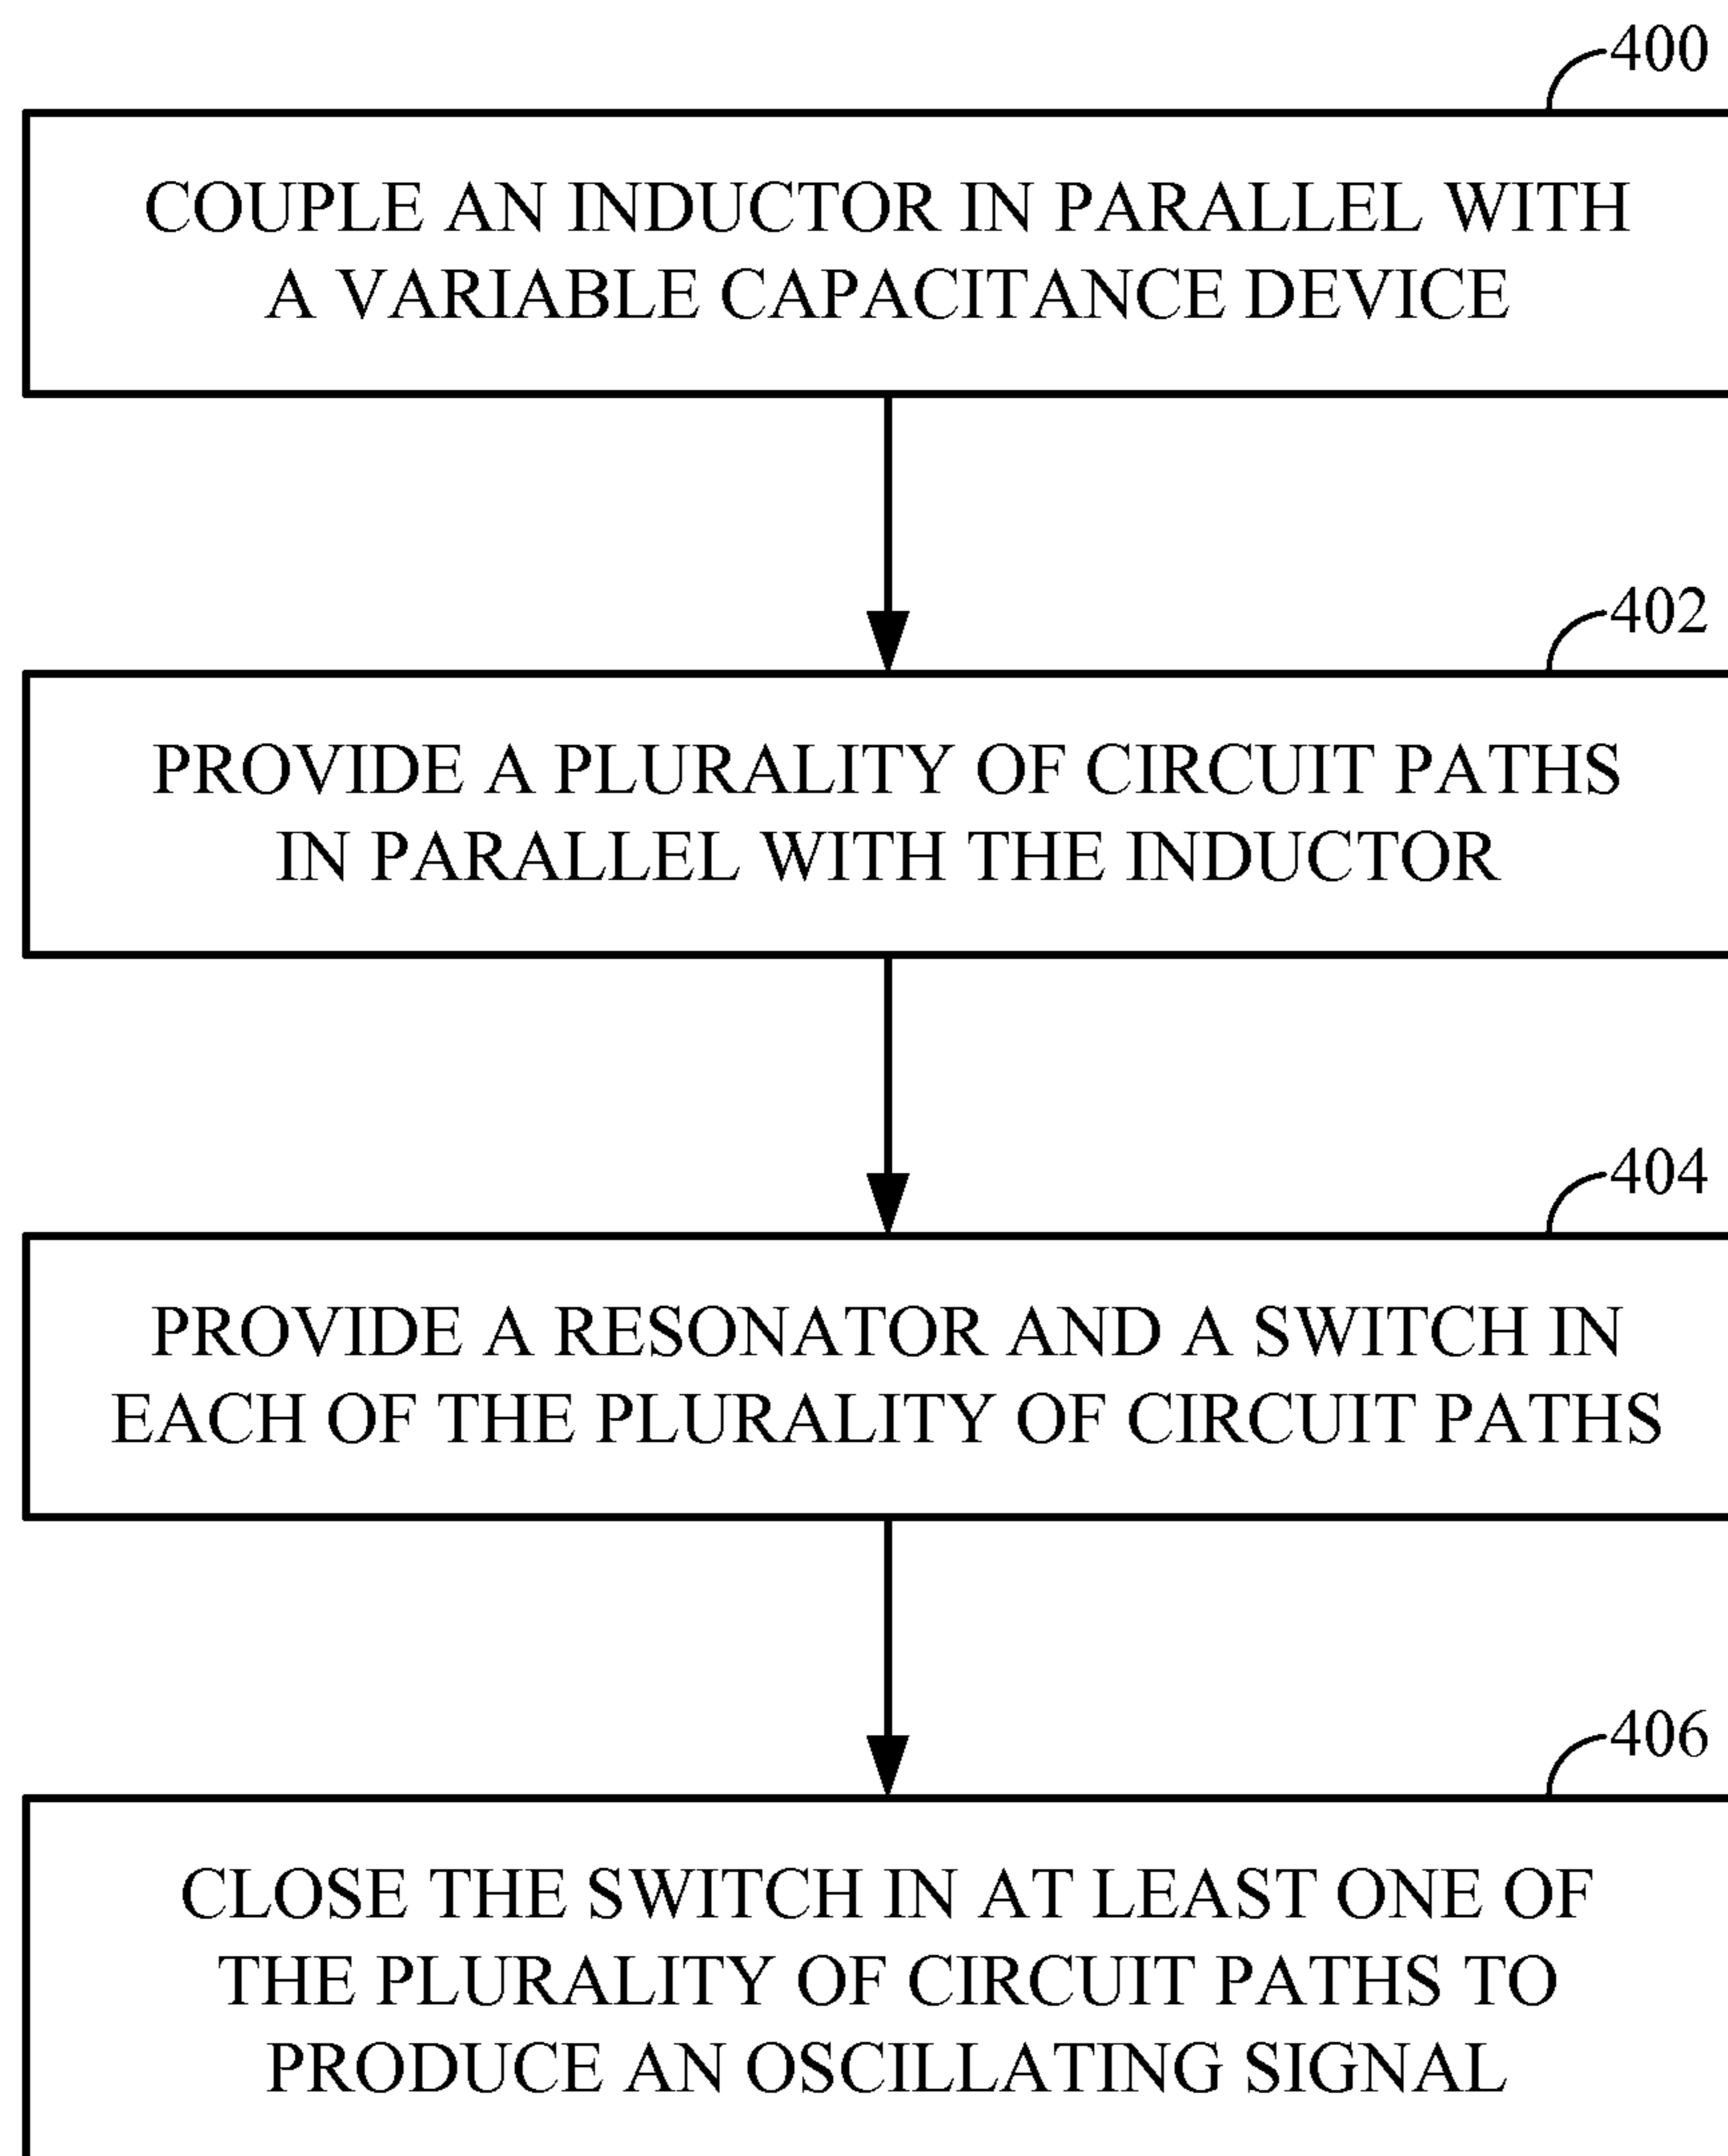 400
COUPLE AN INDUCTOR IN PARALLEL WITH
A VARIABLE CAPACITANCE DEVICE
402
PROVIDE A PLURALITY OF CIRCUIT PATHS
IN PARALLEL WITH THE INDUCTOR
404
PROVIDE A RESONATOR AND A SWITCH IN
EACH OF THE PLURALITY OF CIRCUIT PATHS
406
CLOSE THE SWITCH IN AT LEAST ONE OF
THE PLURALITY OF CIRCUIT PATHS TO
PRODUCE AN OSCILLATING SIGNAL